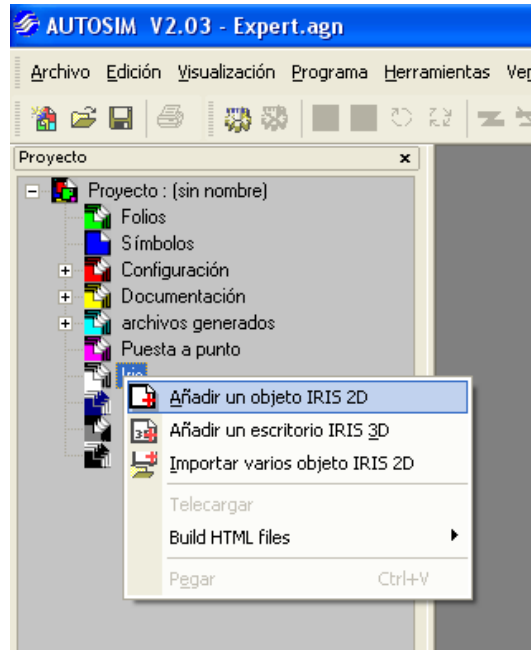 AUTOSIM V2.03 - Expert.agn
Archivo Edición Visualización Programa Herramientas
Proyecto x
Proyecto : (sin nombre)
Folios
Símbolos
Configuración
Documentación
archivos generados
Puesta a punto
Añadir un objeto IRIS 2D
Añadir un escritorio IRIS 3D
Importar varios objeto IRIS 2D
Telecargar
Build HTML files
Pegar Ctrl+V